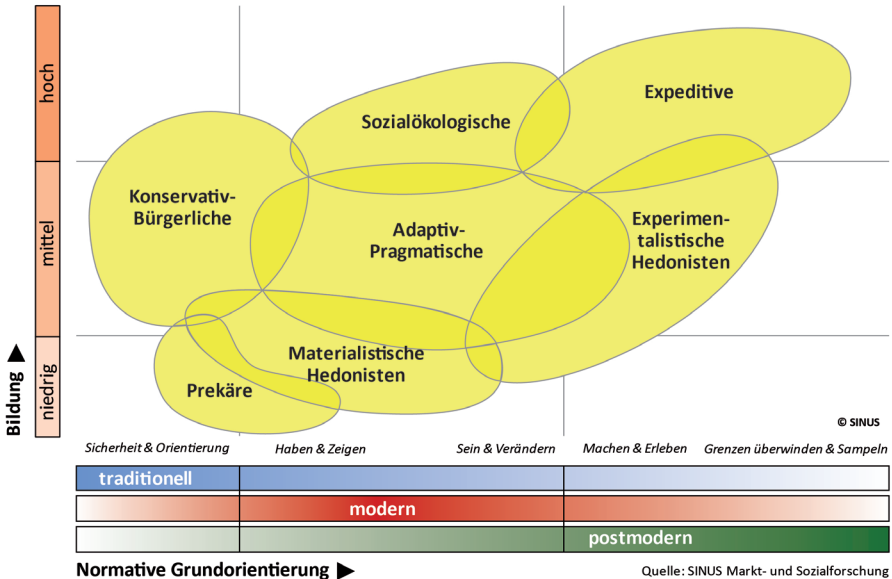 hoch
mittel
niedrig
Bildung ▶
Expeditive
Sozialökologische
Konservativ-
Bürgerliche
Adaptiv-
Pragmatische
Experimen-
talistische
Hedonisten
Materialistische
Hedonisten
Prekäre
© SINUS
Sicherheit & Orientierung
Haben & Zeigen
Sein & Verändern
Machen & Erleben
Grenzen überwinden & Sampeln
traditionell
modern
postmodern
Normative Grundorientierung ▶
Quelle: SINUS Markt- und Sozialforschung